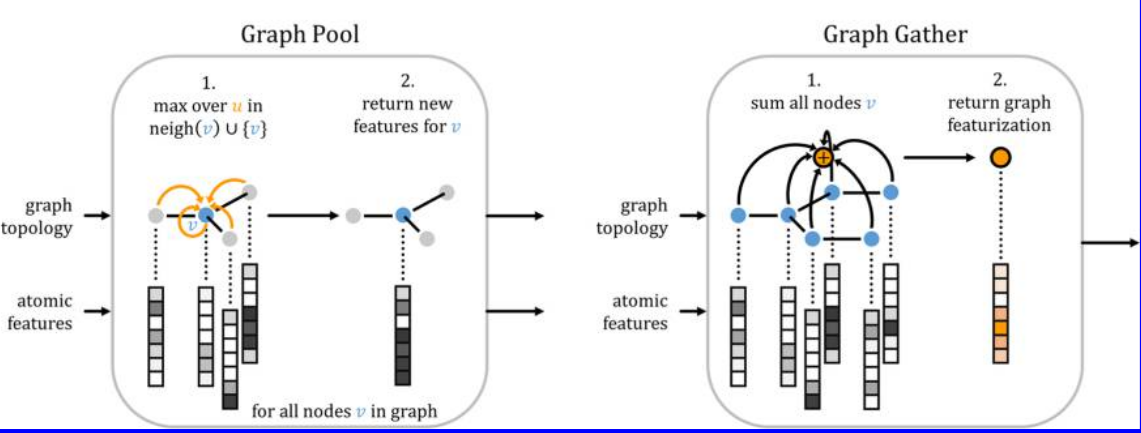 Graph Pool
1.
max over u in
neigh(v) ∪ {v}
2.
return new
features for v
graph
topology
v
atomic
features
for all nodes v in graph
Graph Gather
1.
sum all nodes v
2.
return graph
featurization
+
graph
topology
atomic
features